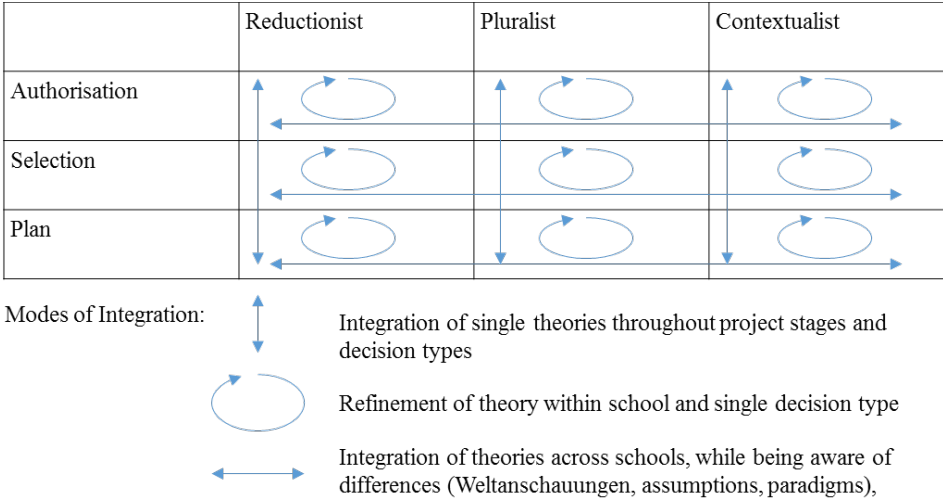 Reductionist Pluralist Contextualist
Authorisation
Selection
Plan
Modes of Integration:
Integration of single theories throughout project stages and
decision types
Refinement of theory within school and single decision type
Integration of theories across schools, while being aware of
differences (Weltanschauungen, assumptions, paradigms),